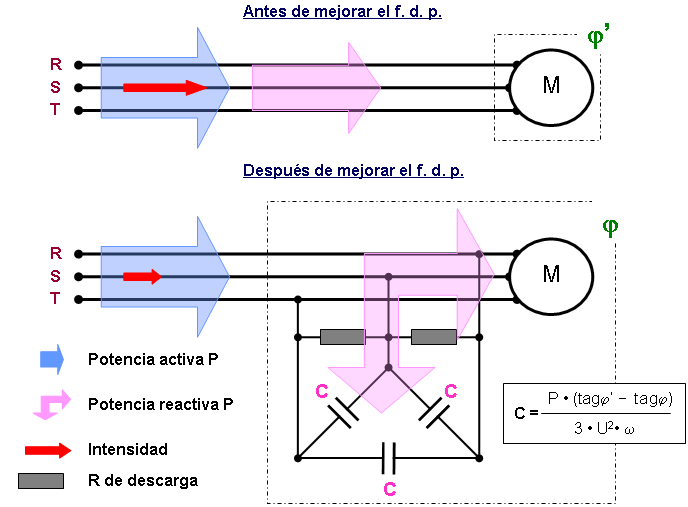 Antes de mejorar el f. d. p.
φ’
R
S
T
M
Después de mejorar el f. d. p.
φ
R
S
T
M
Potencia activa P
Potencia reactiva P
Intensidad
R de descarga
C
C
C
C = P • (tagφ' − tagφ)
3 • U²• ω